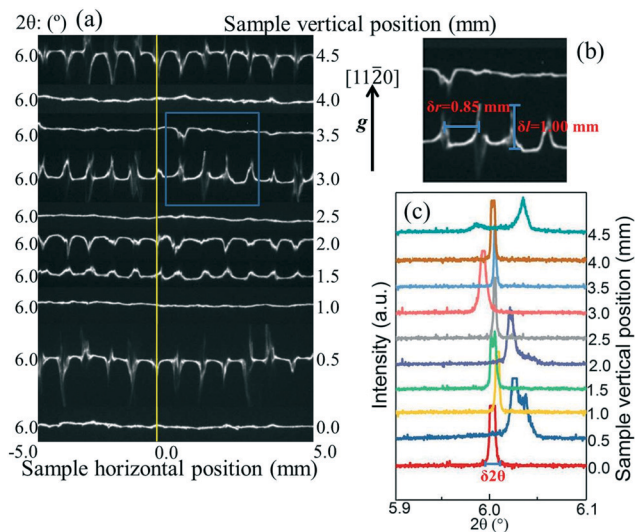 2θ: (º)
(a)
Sample vertical position (mm)
6.0
4.5
6.0
4.0
6.0
3.5
6.0
3.0
6.0
2.5
6.0
2.0
6.0
1.5
6.0
1.0
6.0
0.5
6.0
0.0
-5.0
0.0
5.0
Sample horizontal position (mm)
[112̄0]
g
(b)
δr=0.85 mm
δl=1.00 mm
(c)
Intensity (a.u.)
4.5
4.0
3.5
3.0
2.5
2.0
1.5
1.0
0.5
0.0
Sample vertical position (mm)
δ2θ
5.9
6.0
6.1
2θ (°)